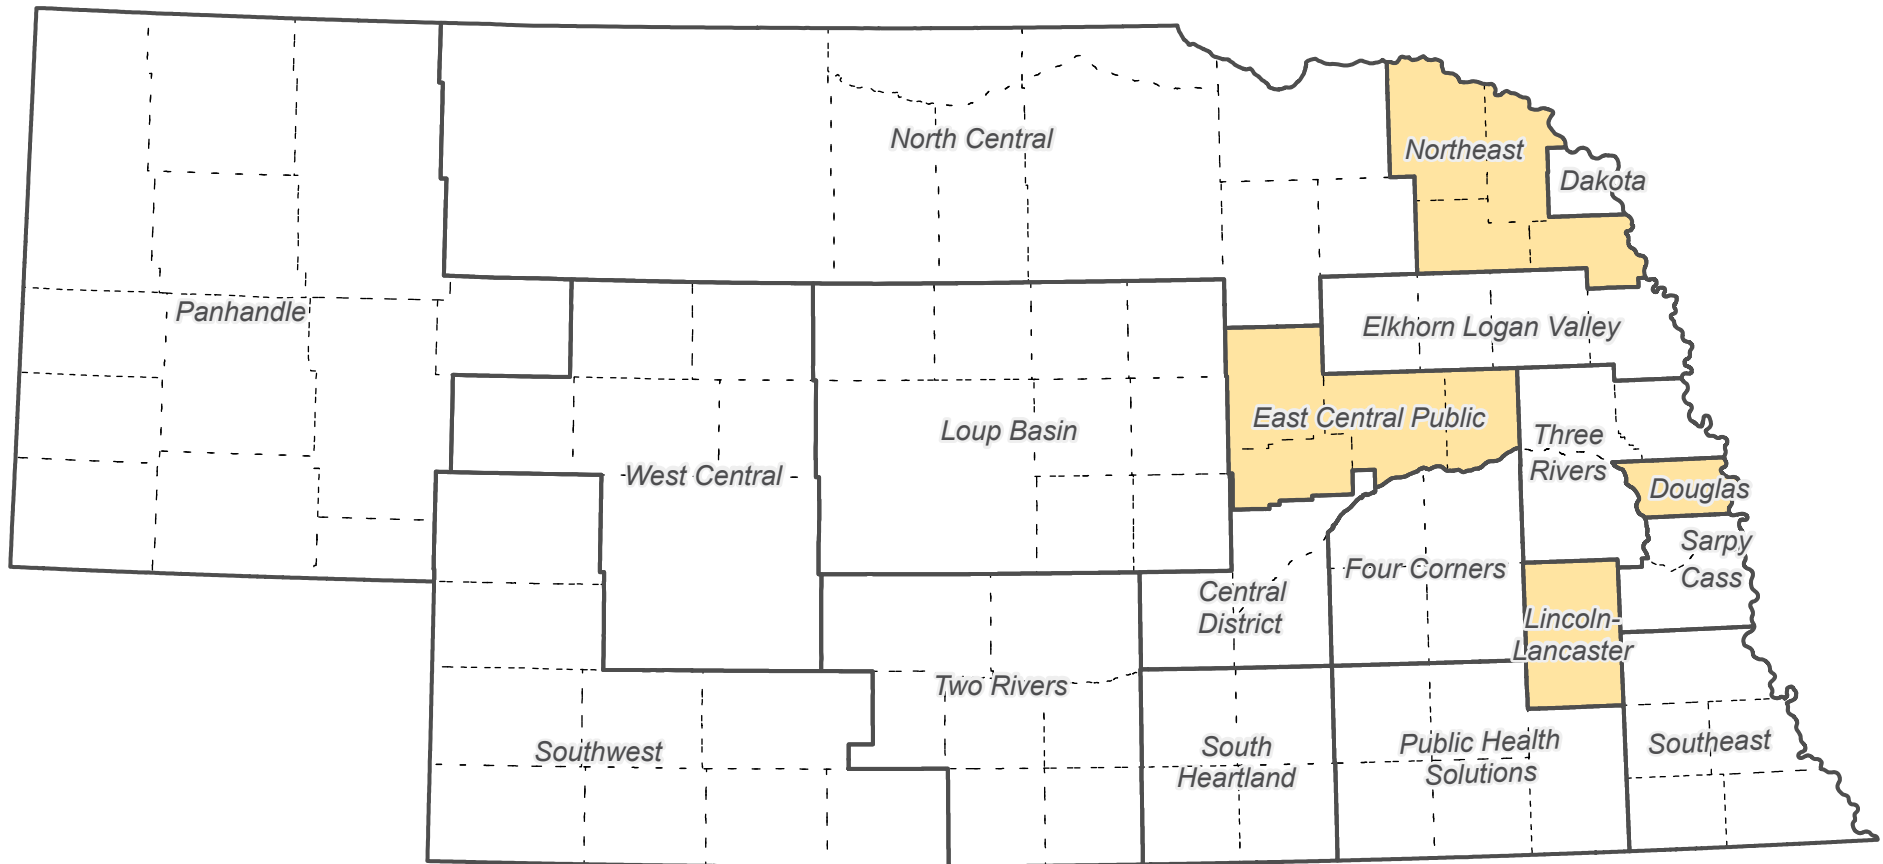 North Central
Northeast
Dakota
Panhandle
Elkhorn Logan Valley
East Central Public
Loup Basin
Three
Rivers
West Central
Douglas
Sarpy
Cass
Four Corners
Central
District
Lincoln-
Lancaster
Two Rivers
Southwest
South
Heartland
Public Health
Solutions
Southeast